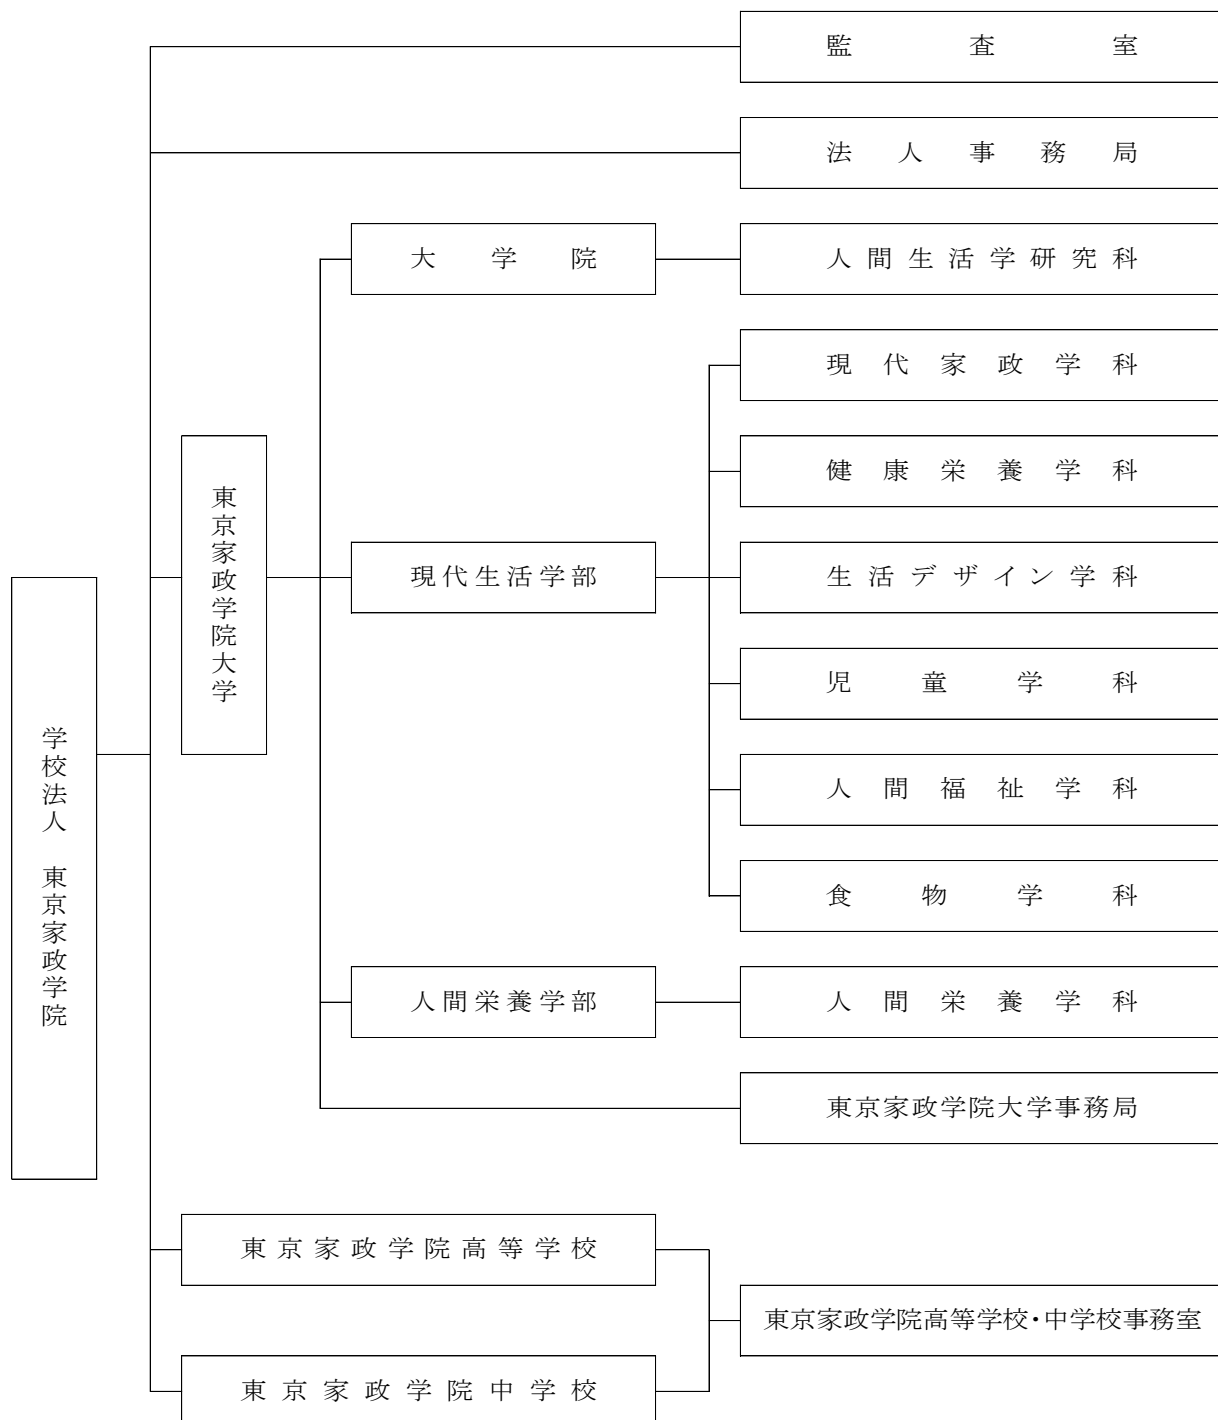 監査室
法人事務局
大学院
人間生活学研究科
現代家政学科
健康栄養学科
東京家政学院大学
現代生活学部
生活デザイン学科
児童学科
学校法人　東京家政学院
人間福祉学科
食物学科
人間栄養学部
人間栄養学科
東京家政学院大学事務局
東京家政学院高等学校
東京家政学院高等学校・中学校事務室
東京家政学院中学校